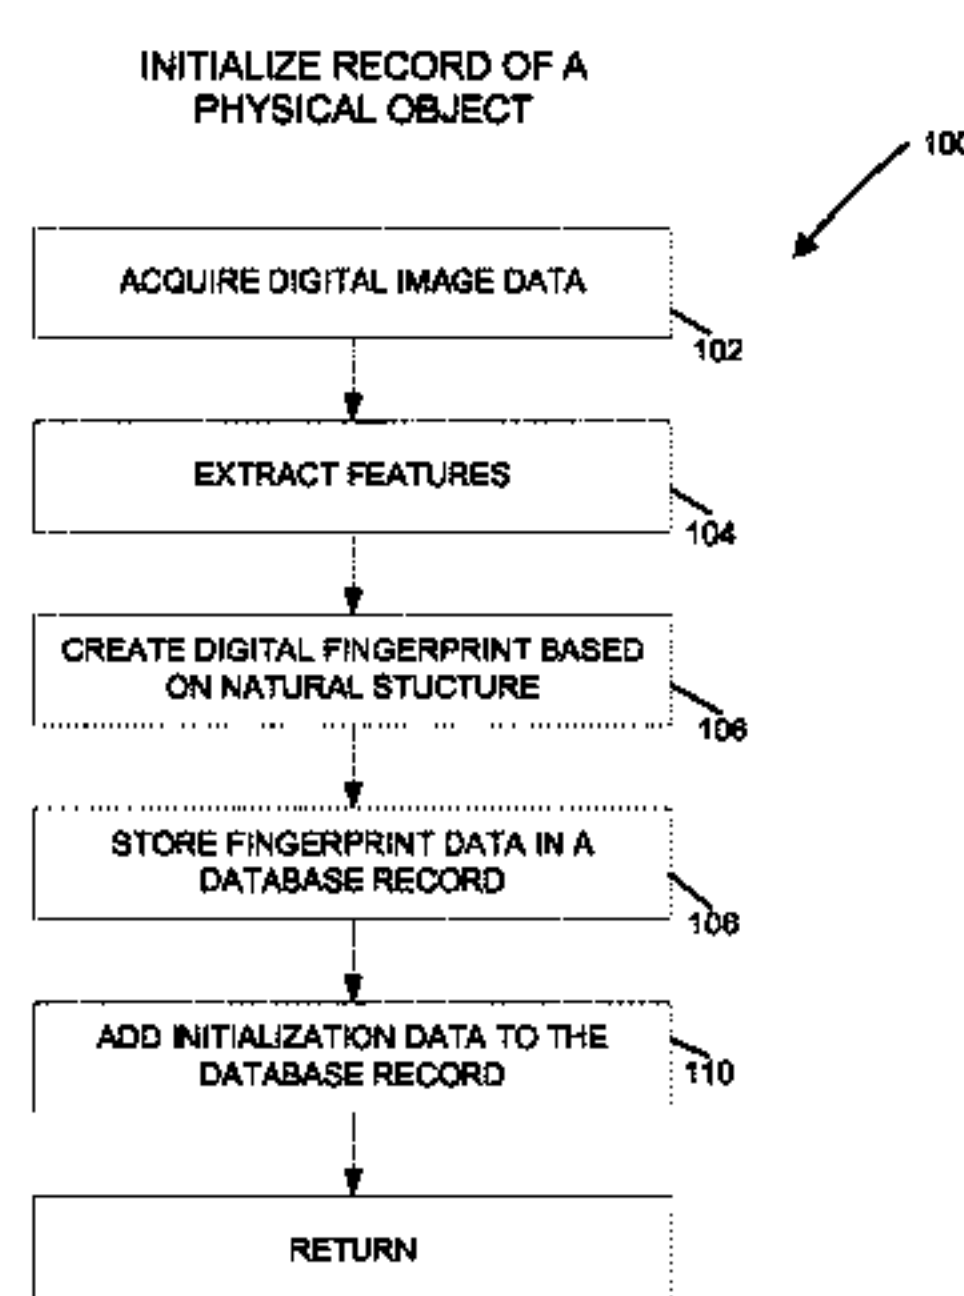 INITIALIZE RECORD OF A
PHYSICAL OBJECT
100
ACQUIRE DIGITAL IMAGE DATA
102
EXTRACT FEATURES
104
CREATE DIGITAL FINGERPRINT BASED
ON NATURAL STUCTURE
106
STORE FINGERPRINT DATA IN A
DATABASE RECORD
108
ADD INITIALIZATION DATA TO THE
DATABASE RECORD
110
RETURN